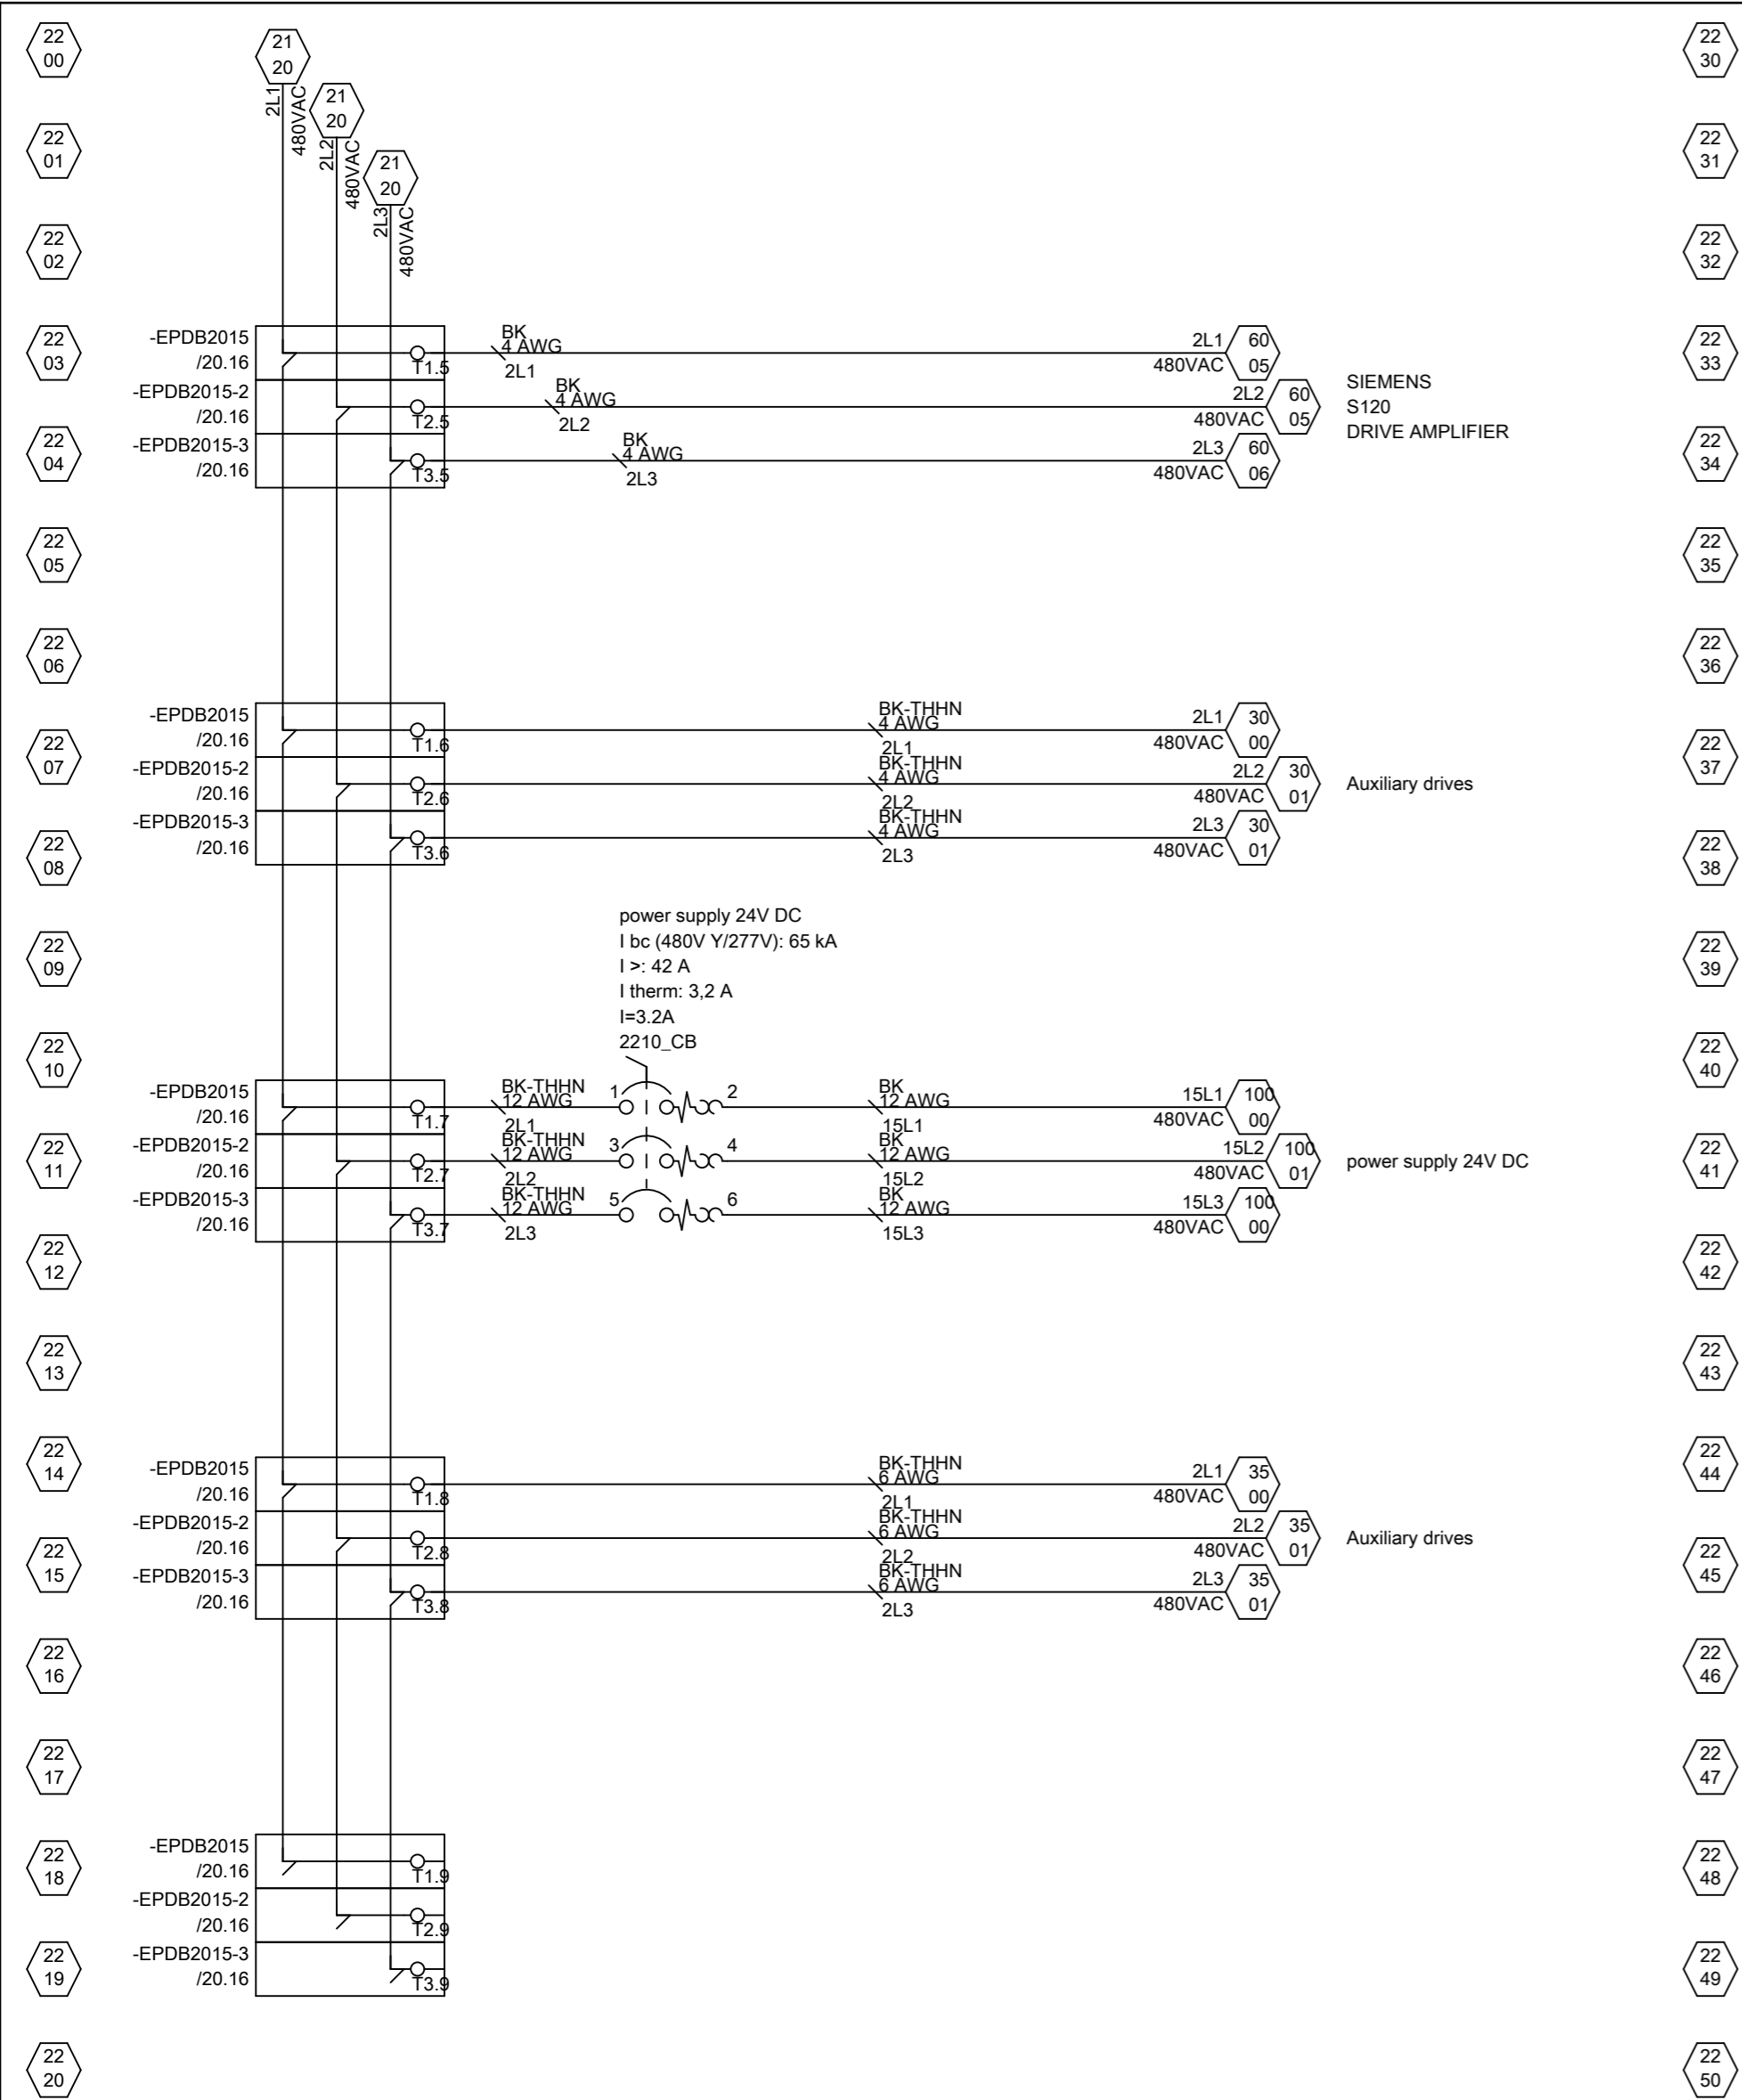 22
00
21
20
22
30
2L1
480VAC
21
20
2L2
480VAC
22
01
21
20
22
31
2L3
480VAC
22
02
22
32
22
03
-EPDB2015
/20.16
T1.5
BK
4 AWG
2L1
2L1
480VAC
60
05
22
33
-EPDB2015-2
/20.16
T2.5
BK
4 AWG
2L2
2L2
480VAC
60
05
SIEMENS
S120
DRIVE AMPLIFIER
22
04
-EPDB2015-3
/20.16
T3.5
BK
4 AWG
2L3
2L3
480VAC
60
06
22
34
22
05
22
35
22
06
22
36
-EPDB2015
/20.16
T1.6
BK-THHN
4 AWG
2L1
2L1
480VAC
30
00
22
07
22
37
-EPDB2015-2
/20.16
T2.6
BK-THHN
4 AWG
2L2
2L2
480VAC
30
01
Auxiliary drives
-EPDB2015-3
/20.16
T3.6
BK-THHN
4 AWG
2L3
2L3
480VAC
30
01
22
08
22
38
power supply 24V DC
I bc (480V Y/277V): 65 kA
I >: 42 A
I therm: 3,2 A
I=3.2A
2210_CB
22
09
22
39
22
10
22
40
-EPDB2015
/20.16
T1.7
BK-THHN
12 AWG
2L1
1
2
BK
12 AWG
15L1
15L1
480VAC
100
00
22
11
-EPDB2015-2
/20.16
T2.7
BK-THHN
12 AWG
2L2
3
4
BK
12 AWG
15L2
15L2
480VAC
100
01
power supply 24V DC
22
41
-EPDB2015-3
/20.16
T3.7
BK-THHN
12 AWG
2L3
5
6
BK
12 AWG
15L3
15L3
480VAC
100
00
22
12
22
42
22
13
22
43
22
14
-EPDB2015
/20.16
T1.8
BK-THHN
6 AWG
2L1
2L1
480VAC
35
00
22
44
-EPDB2015-2
/20.16
T2.8
BK-THHN
6 AWG
2L2
2L2
480VAC
35
01
Auxiliary drives
22
15
22
45
-EPDB2015-3
/20.16
T3.8
BK-THHN
6 AWG
2L3
2L3
480VAC
35
01
22
16
22
46
22
17
22
47
22
18
-EPDB2015
/20.16
T1.9
22
48
-EPDB2015-2
/20.16
T2.9
22
19
-EPDB2015-3
/20.16
T3.9
22
49
22
20
22
50